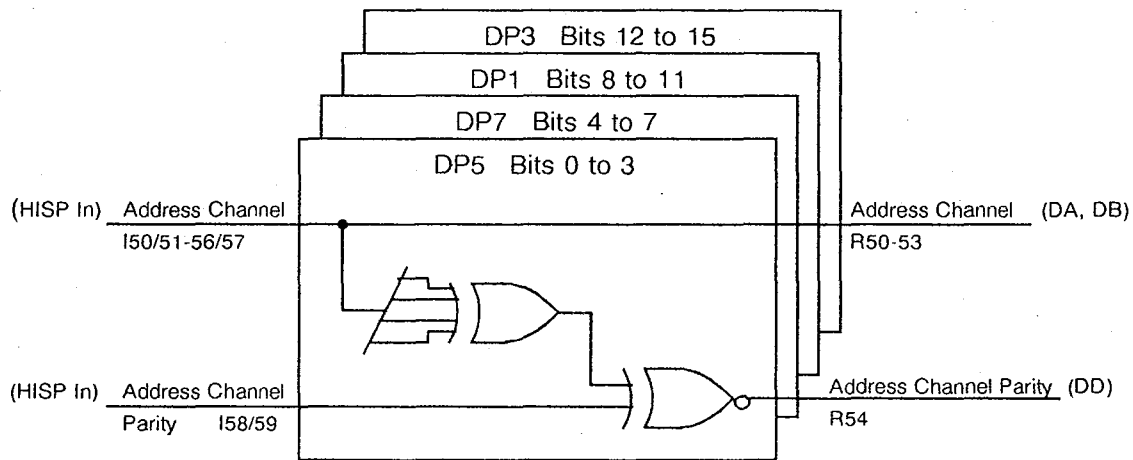 DP3 Bits 12 to 15
DP1 Bits 8 to 11
DP7 Bits 4 to 7
DP5 Bits 0 to 3
(HISP In) Address Channel
I50/51-56/57
Address Channel (DA, DB)
R50-53
(HISP In) Address Channel
Parity I58/59
Address Channel Parity (DD)
R54